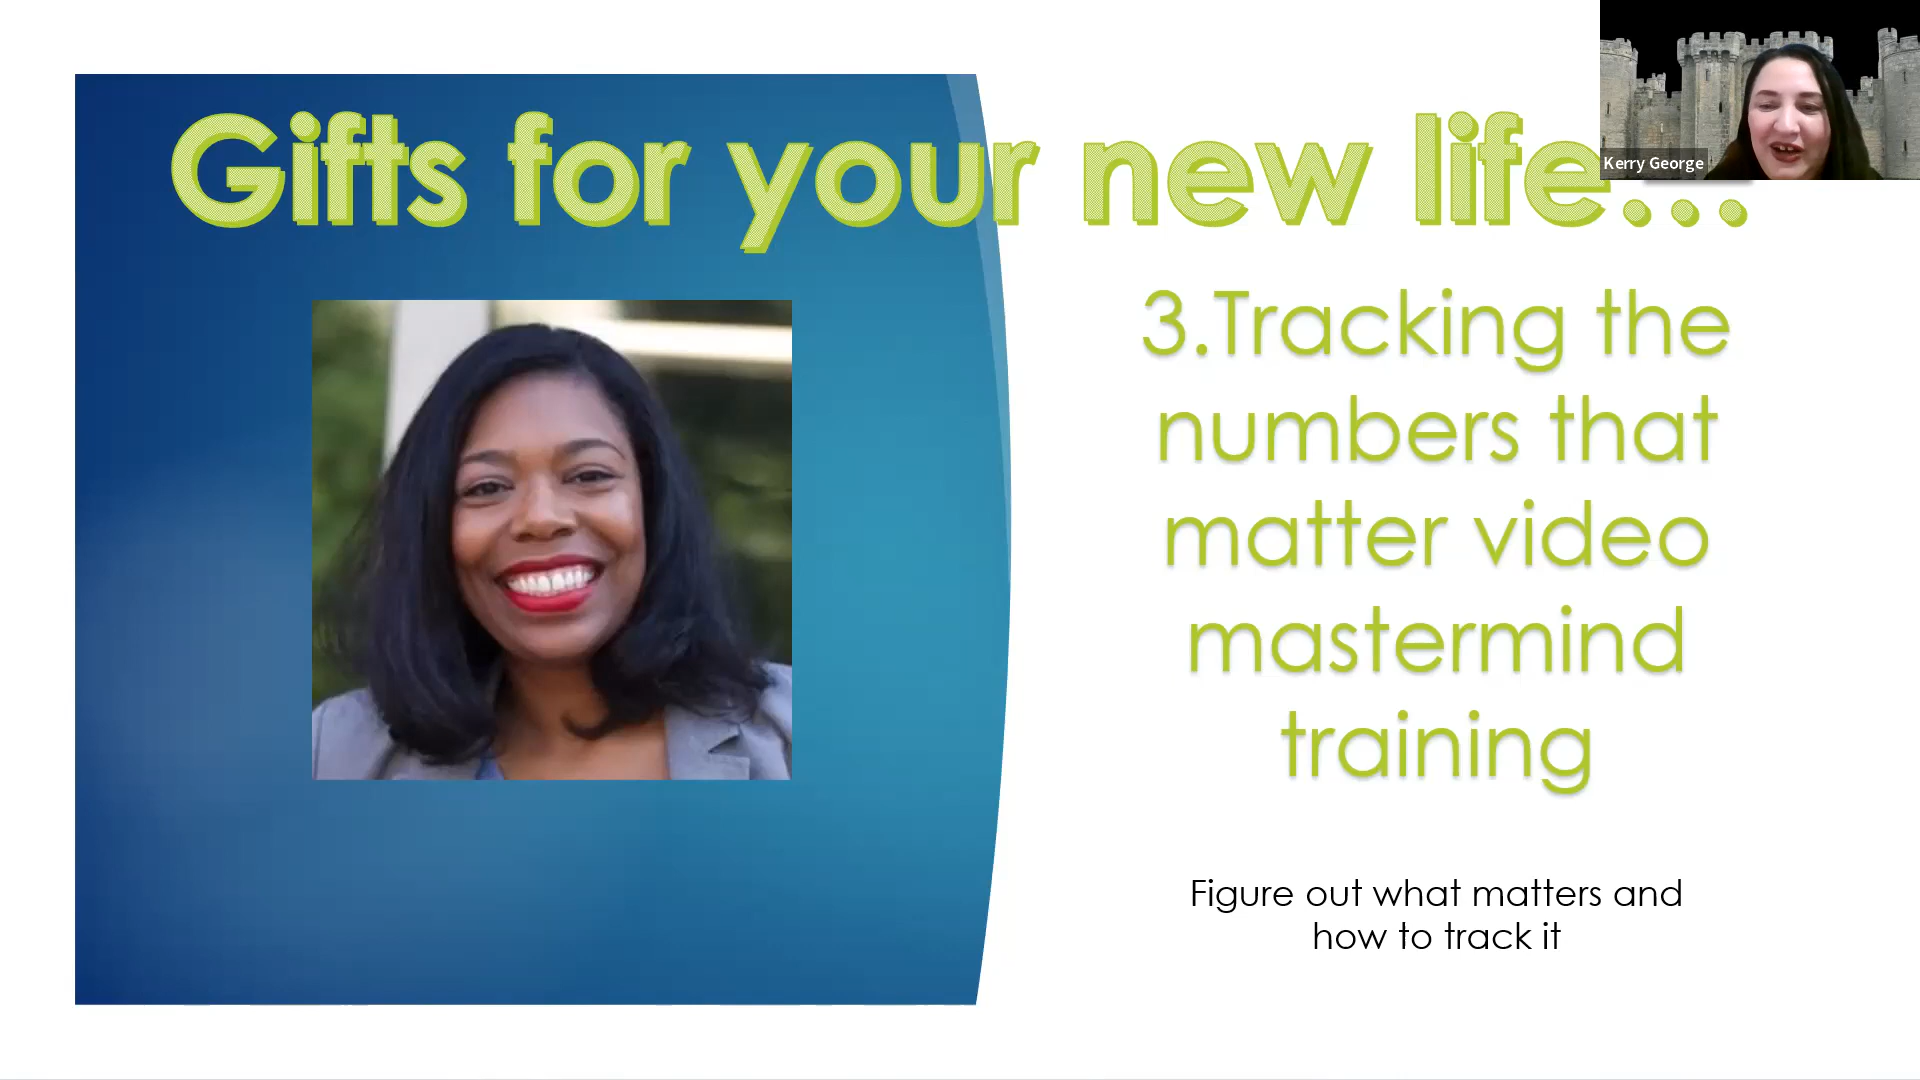 Gifts for your new life...
Kerry George
3.Tracking the
numbers that
matter video
mastermind
training
Figure out what matters and
how to track it